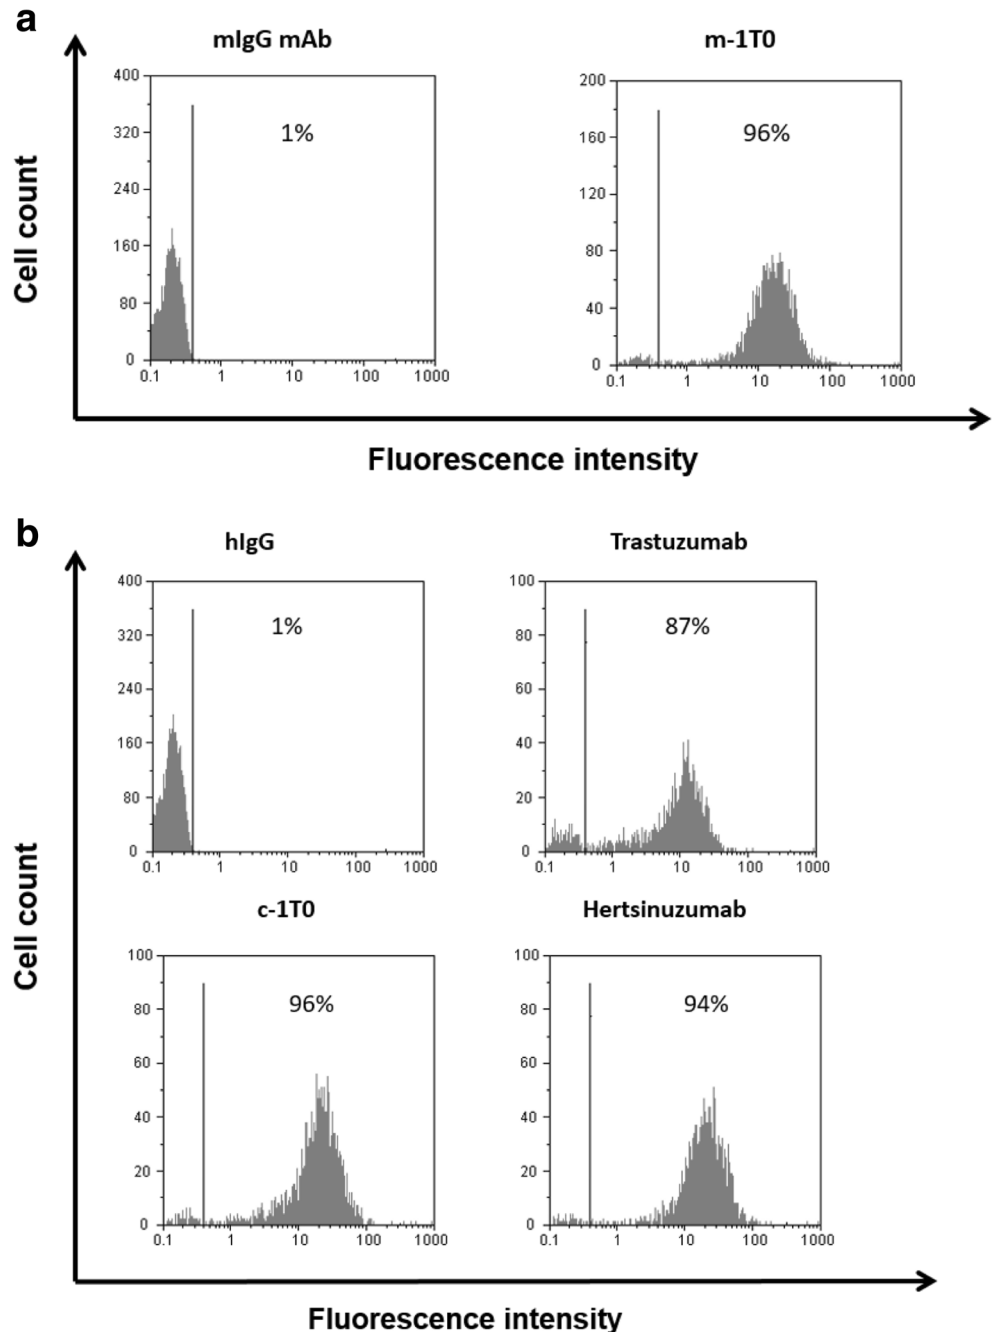 a
mIgG mAb
m-1T0
Cell count
400
320
240
160
80
0
1%
0.1 1 10 100 1000
200
160
120
80
40
0
96%
0.1 1 10 100 1000
Fluorescence intensity
b
hIgG
Trastuzumab
Cell count
400
320
240
160
80
0
1%
0.1 1 10 100 1000
100
80
60
40
20
0
87%
0.1 1 10 100 1000
c-1T0
Hertsinuzumab
100
80
60
40
20
0
96%
0.1 1 10 100 1000
100
80
60
40
20
0
94%
0.1 1 10 100 1000
Fluorescence intensity